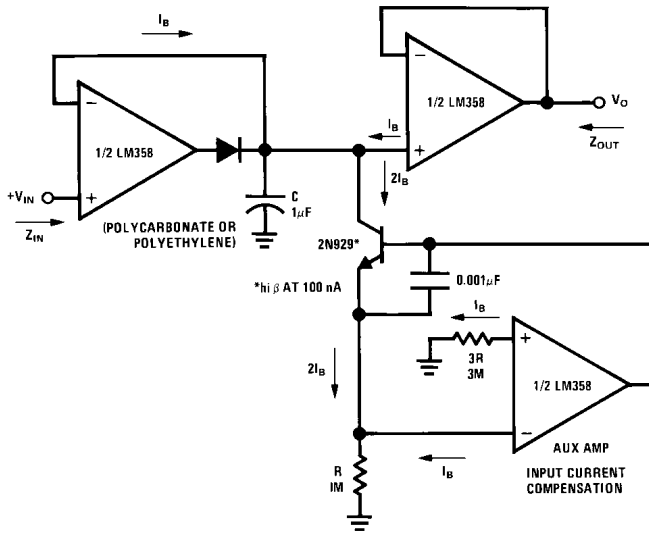 I_B
1/2 LM358
1/2 LM358
V_O
I_B
Z_OUT
2I_B
+V_IN
Z_IN
C
1μF
(POLYCARBONATE OR
POLYETHYLENE)
2N929*
*hi β AT 100 nA
0.001μF
I_B
3R
3M
1/2 LM358
2I_B
AUX AMP
INPUT CURRENT
COMPENSATION
I_B
R
1M